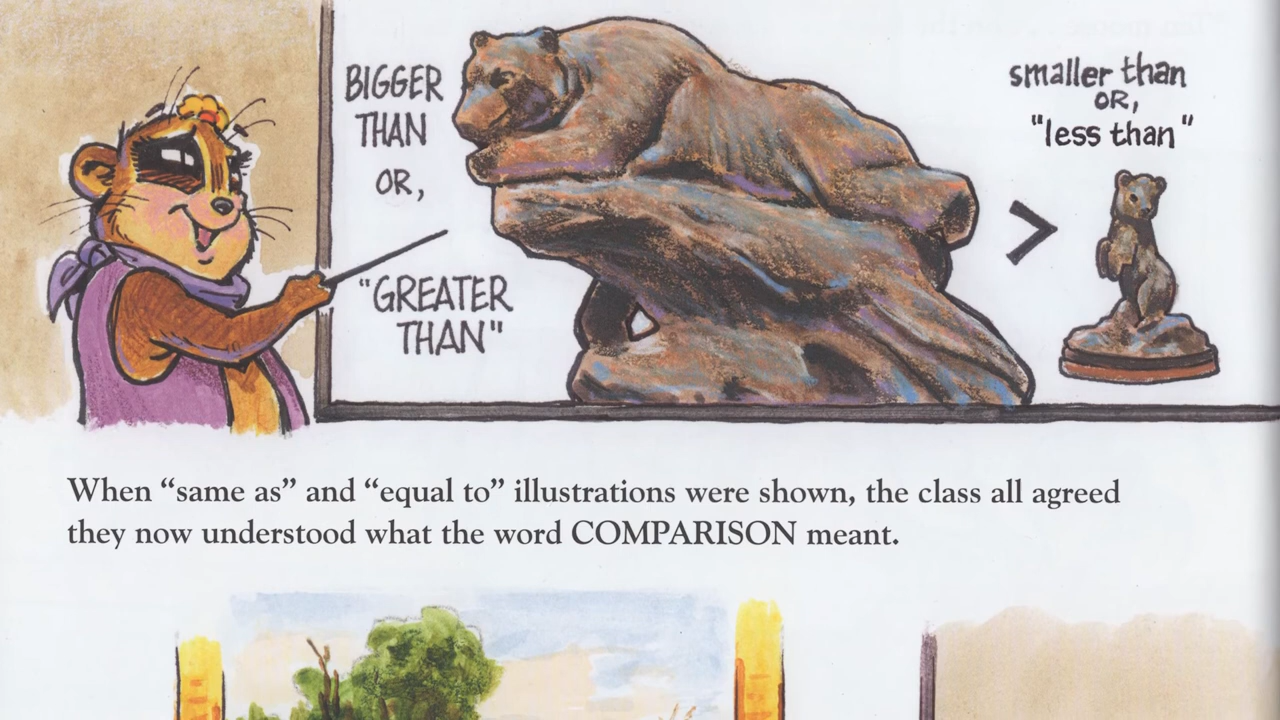 BIGGER
THAN
OR,
"GREATER
THAN"
>
smaller than
OR,
"less than"
When “same as” and “equal to” illustrations were shown, the class all agreed
they now understood what the word COMPARISON meant.